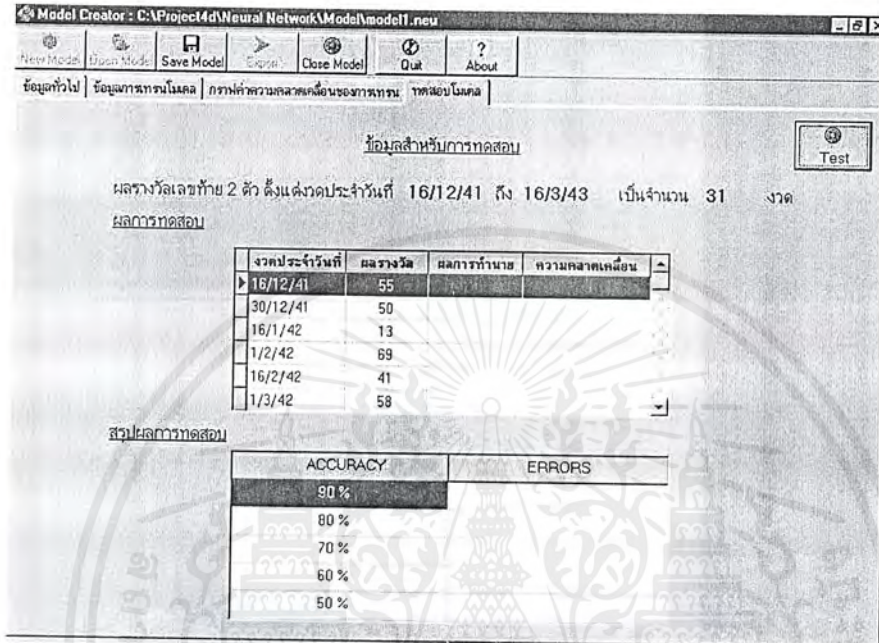 Model Creator : C:\Project4d\Neural Network\Model\model1.neu
New Model Open Model Save Model Export Close Model Quit About
ข้อมูลทั่วไป ข้อมูลการเทรนโมเดล กราฟค่าความคลาดเคลื่อนของการเทรน ทดสอบโมเดล
ข้อมูลสำหรับการทดสอบ
Test
ผลรางวัลเลขท้าย 2 ตัว ตั้งแต่งวดประจำวันที่ 16/12/41 ถึง 16/3/43 เป็นจำนวน 31 งวด
ผลการทดสอบ
งวดประจำวันที่ ผลรางวัล ผลการทำนาย ความคลาดเคลื่อน
16/12/41 55
30/12/41 50
16/1/42 13
1/2/42 69
16/2/42 41
1/3/42 58
สรุปผลการทดสอบ
ACCURACY ERRORS
90 %
80 %
70 %
60 %
50 %